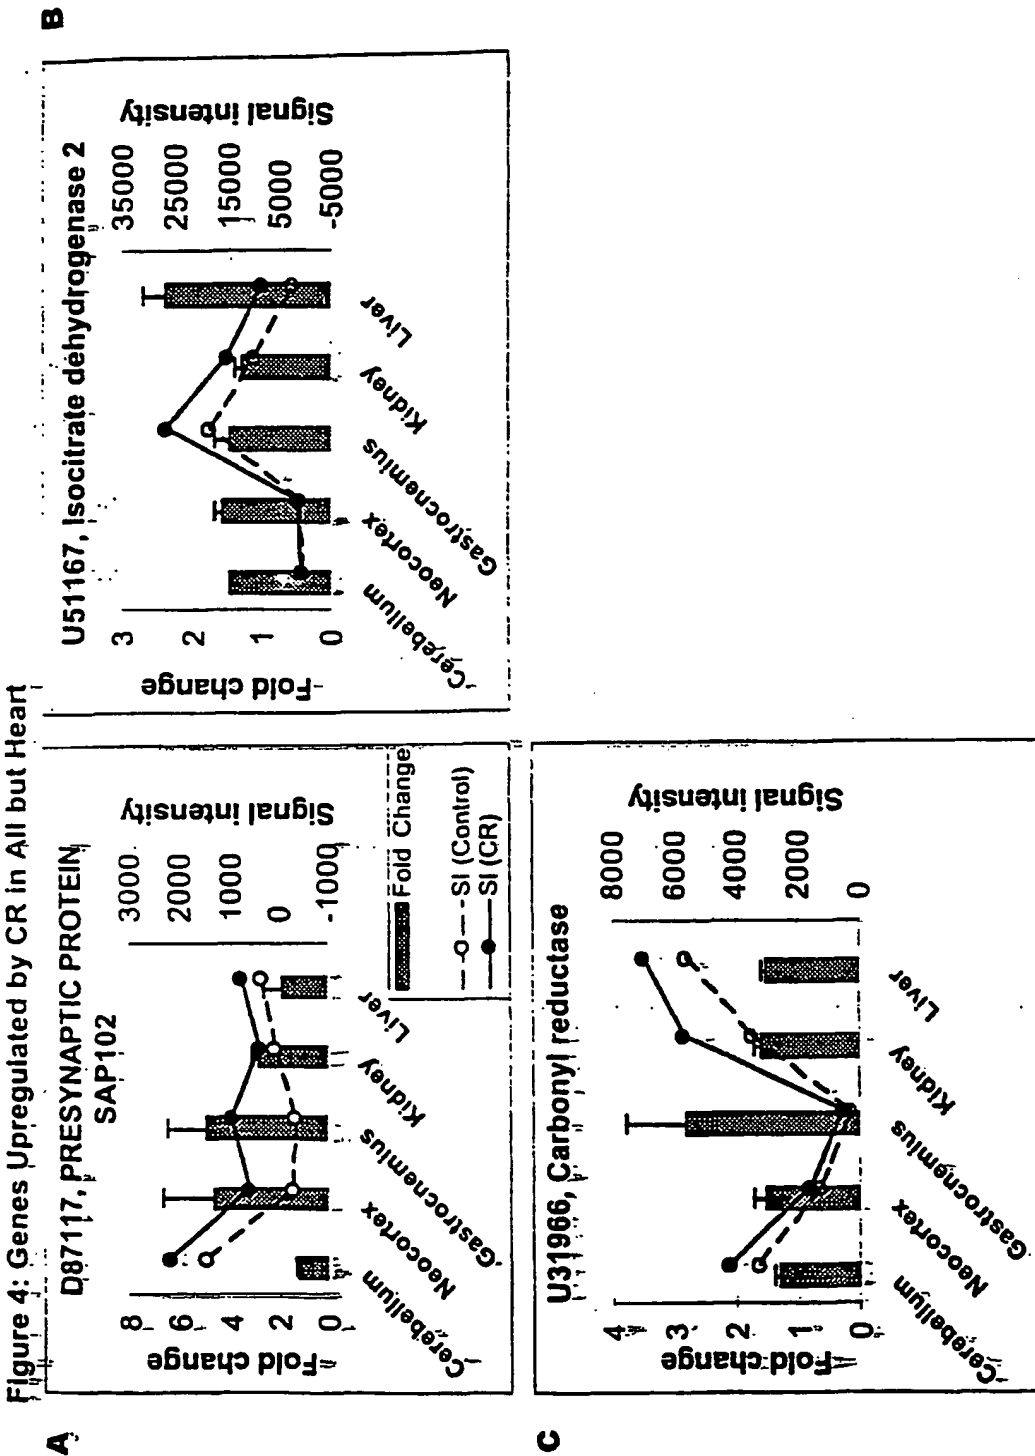 Figure 4: Genes Upregulated by CR in All but Heart
A
D87117, PRESYNAPTIC PROTEIN
SAP102
Fold change
8
6
4
2
0
Signal intensity
3000
2000
1000
0
-1000
Cerebellum
Neocortex
Gastrocnemius
Kidney
Liver
Fold Change
SI (Control)
SI (CR)
B
U51167, Isocitrate dehydrogenase 2
Fold change
3
2
1
0
Signal intensity
35000
25000
15000
5000
-5000
Cerebellum
Neocortex
Gastrocnemius
Kidney
Liver
C
U31966, Carbonyl reductase
Fold change
4
3
2
1
0
Signal intensity
8000
6000
4000
2000
0
Cerebellum
Neocortex
Gastrocnemius
Kidney
Liver